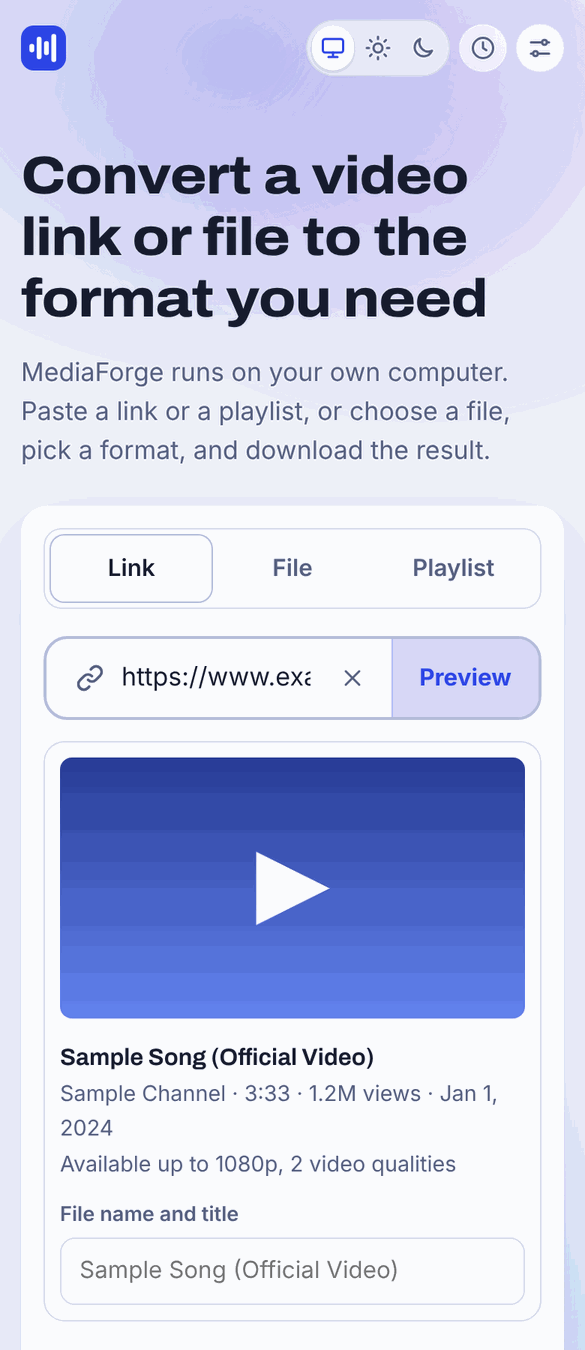 Convert a video
link or file to the
format you need
MediaForge runs on your own computer.
Paste a link or a playlist, or choose a file,
pick a format, and download the result.
Link File Playlist
https://www.exa Preview
Sample Song (Official Video)
Sample Channel · 3:33 · 1.2M views · Jan 1,
2024
Available up to 1080p, 2 video qualities
File name and title
Sample Song (Official Video)